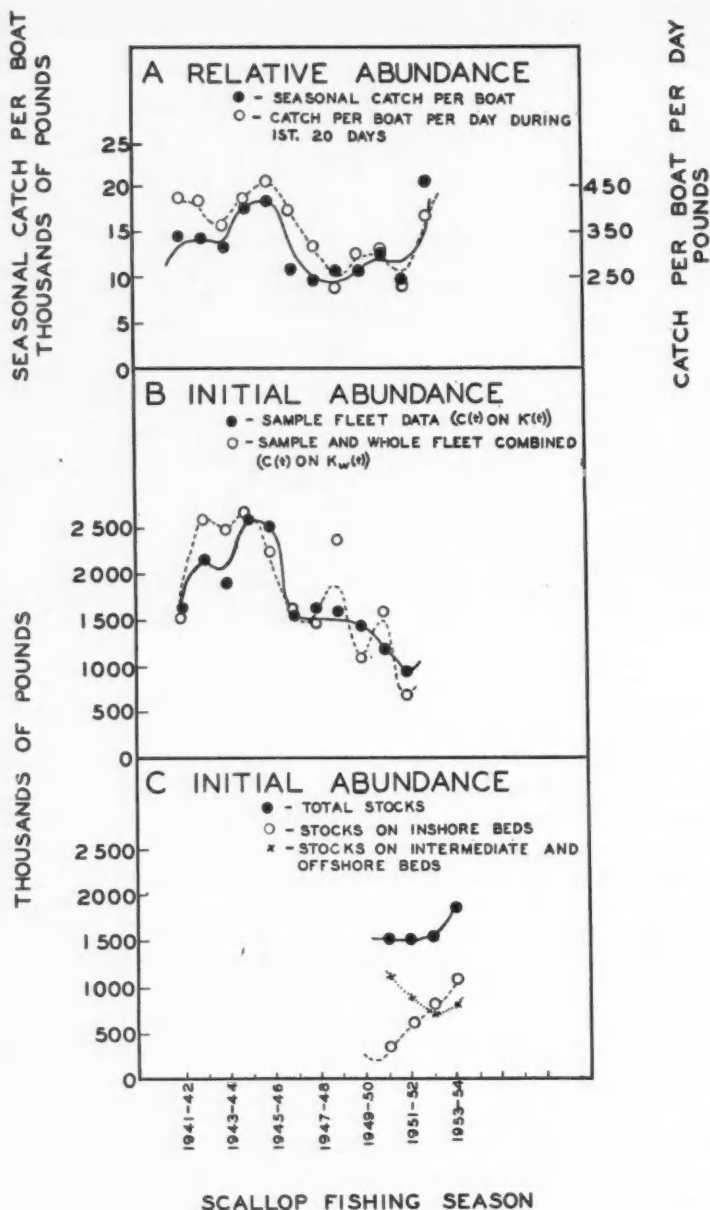 SEASONAL CATCH PER BOAT
THOUSANDS OF POUNDS
CATCH PER BOAT PER DAY
POUNDS
A RELATIVE ABUNDANCE
● - SEASONAL CATCH PER BOAT
○ - CATCH PER BOAT PER DAY DURING
1ST. 20 DAYS
25
20
15
10
5
0
450
350
250
B INITIAL ABUNDANCE
● - SAMPLE FLEET DATA (C(t) ON K(t))
○ - SAMPLE AND WHOLE FLEET COMBINED
(C(t) ON Kw(t))
2 500
2 000
1 500
1000
500
0
THOUSANDS OF POUNDS
C INITIAL ABUNDANCE
● - TOTAL STOCKS
○ - STOCKS ON INSHORE BEDS
x - STOCKS ON INTERMEDIATE AND
OFFSHORE BEDS
2 500
2000
1 500
1000
500
0
1941-42
1943-44
1945-46
1947-48
1949-50
1951-52
1953-54
SCALLOP FISHING SEASON